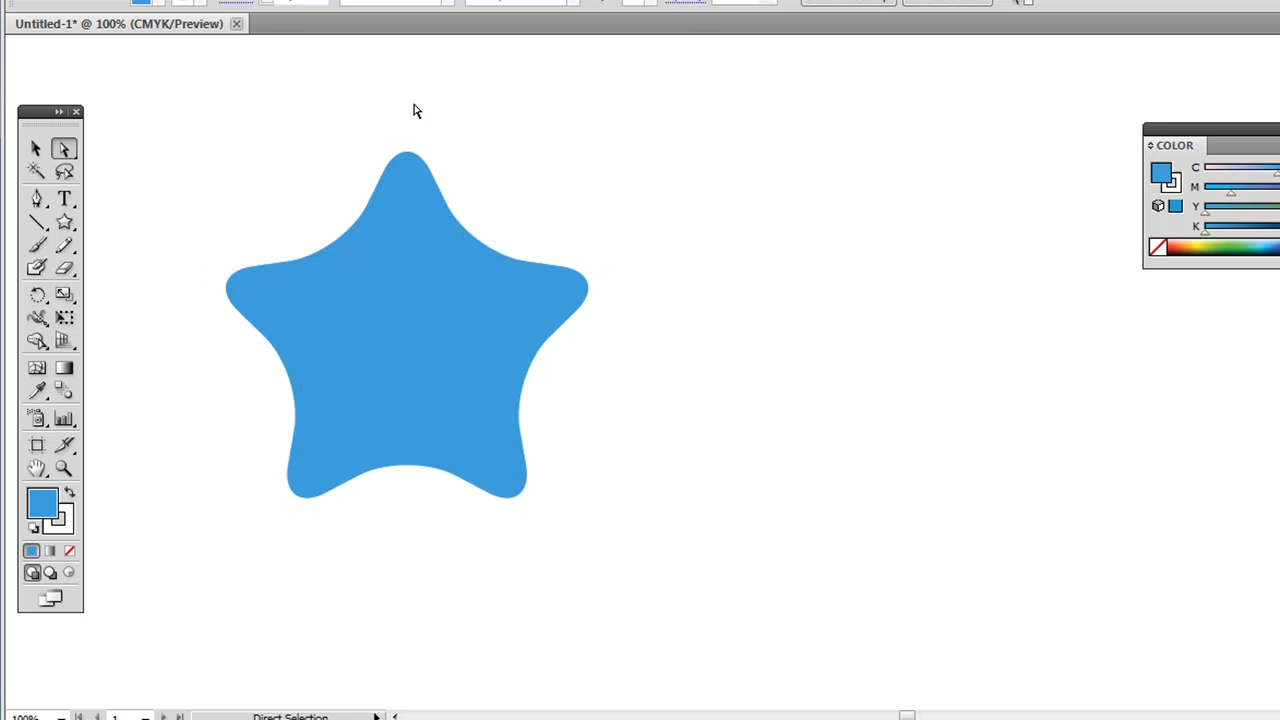 Untitled-1* @ 100% (CMYK/Preview)
COLOR
C
M
Y
K
T
100%
1
Direct Selection